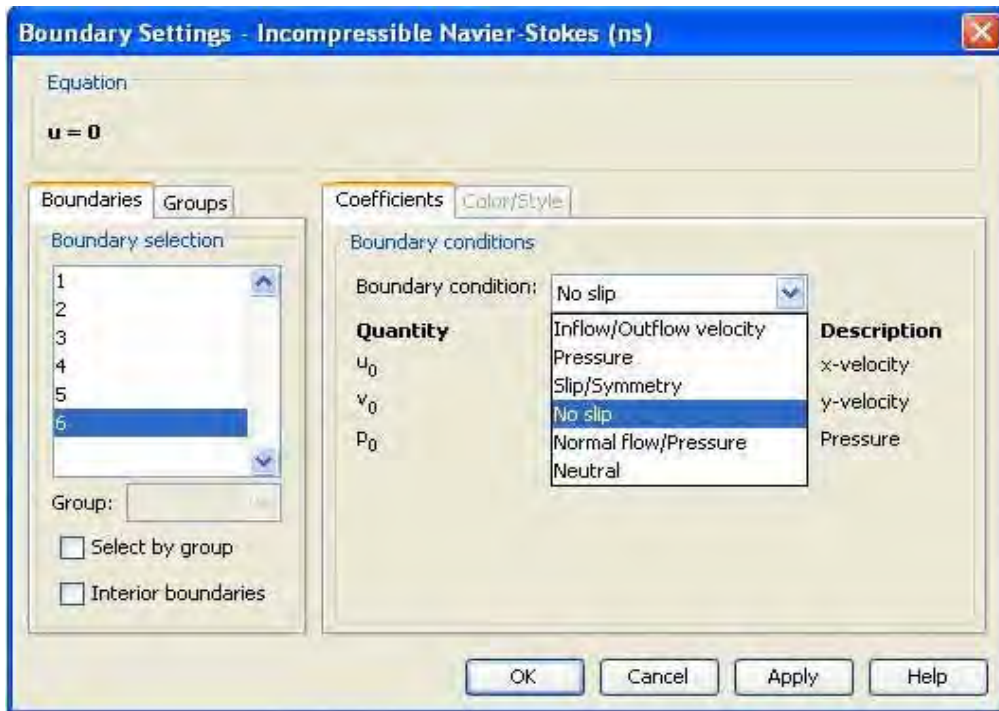 Boundary Settings - Incompressible Navier-Stokes (ns)
Equation
u = 0
Boundaries
Groups
Boundary selection
1
2
3
4
5
6
Group:
Select by group
Interior boundaries
Coefficients
Color/Style
Boundary conditions
Boundary condition:
No slip
Inflow/Outflow velocity
Pressure
Slip/Symmetry
No slip
Normal flow/Pressure
Neutral
Quantity
u₀
v₀
p₀
Description
x-velocity
y-velocity
Pressure
OK
Cancel
Apply
Help